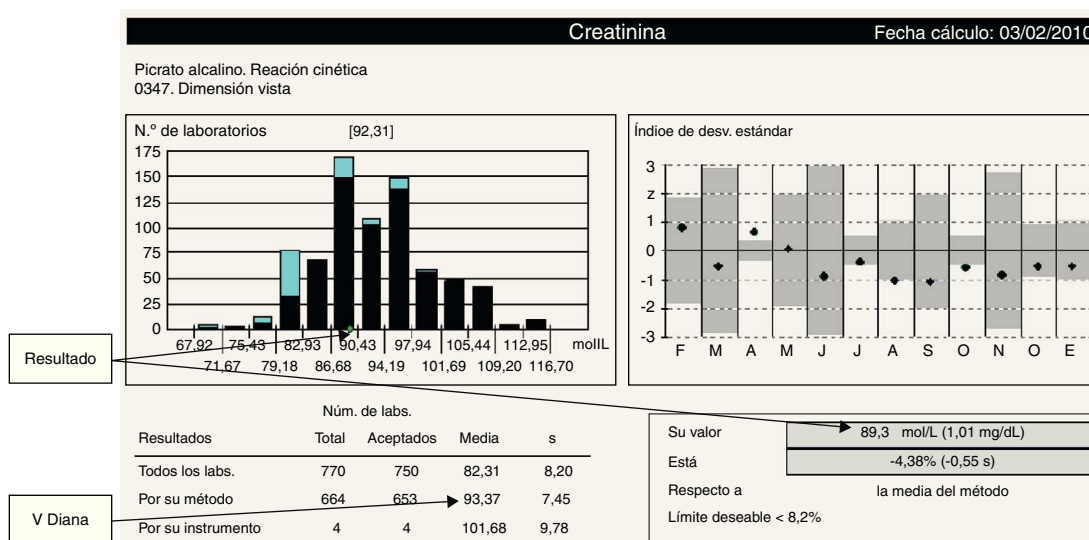 Creatinina Fecha cálculo: 03/02/2010
Picrato alcalino. Reación cinética
0347. Dimensión vista
N.º de laboratorios [92,31]
175
150
125
100
75
50
25
0
67,92 75,43 82,93 90,43 97,94 105,44 112,95 molIL
71,67 79,18 86,68 94,19 101,69 109,20 116,70
Índioe de desv. estándar
3
2
1
0
-1
-2
-3
F M A M J J A S O N O E
Resultado
V Diana
Núm. de labs.
Resultados Total Aceptados Media s
Todos los labs. 770 750 82,31 8,20
Por su método 664 653 93,37 7,45
Por su instrumento 4 4 101,68 9,78
Su valor 89,3 mol/L (1,01 mg/dL)
Está -4,38% (-0,55 s)
Respecto a la media del método
Límite deseable < 8,2%